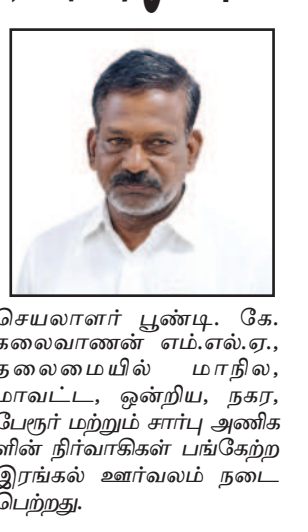 செயலாளர் பூண்டி. கே.
கலைவாணன் எம்.எல்.ஏ.,
தலைமையில் மாநில,
மாவட்ட, ஒன்றிய, நகர,
பேரூர் மற்றும் சார்பு அணிக
ளின் நிர்வாகிகள் பங்கேற்ற
இரங்கல் ஊர்வலம் நடை
பெற்றது.